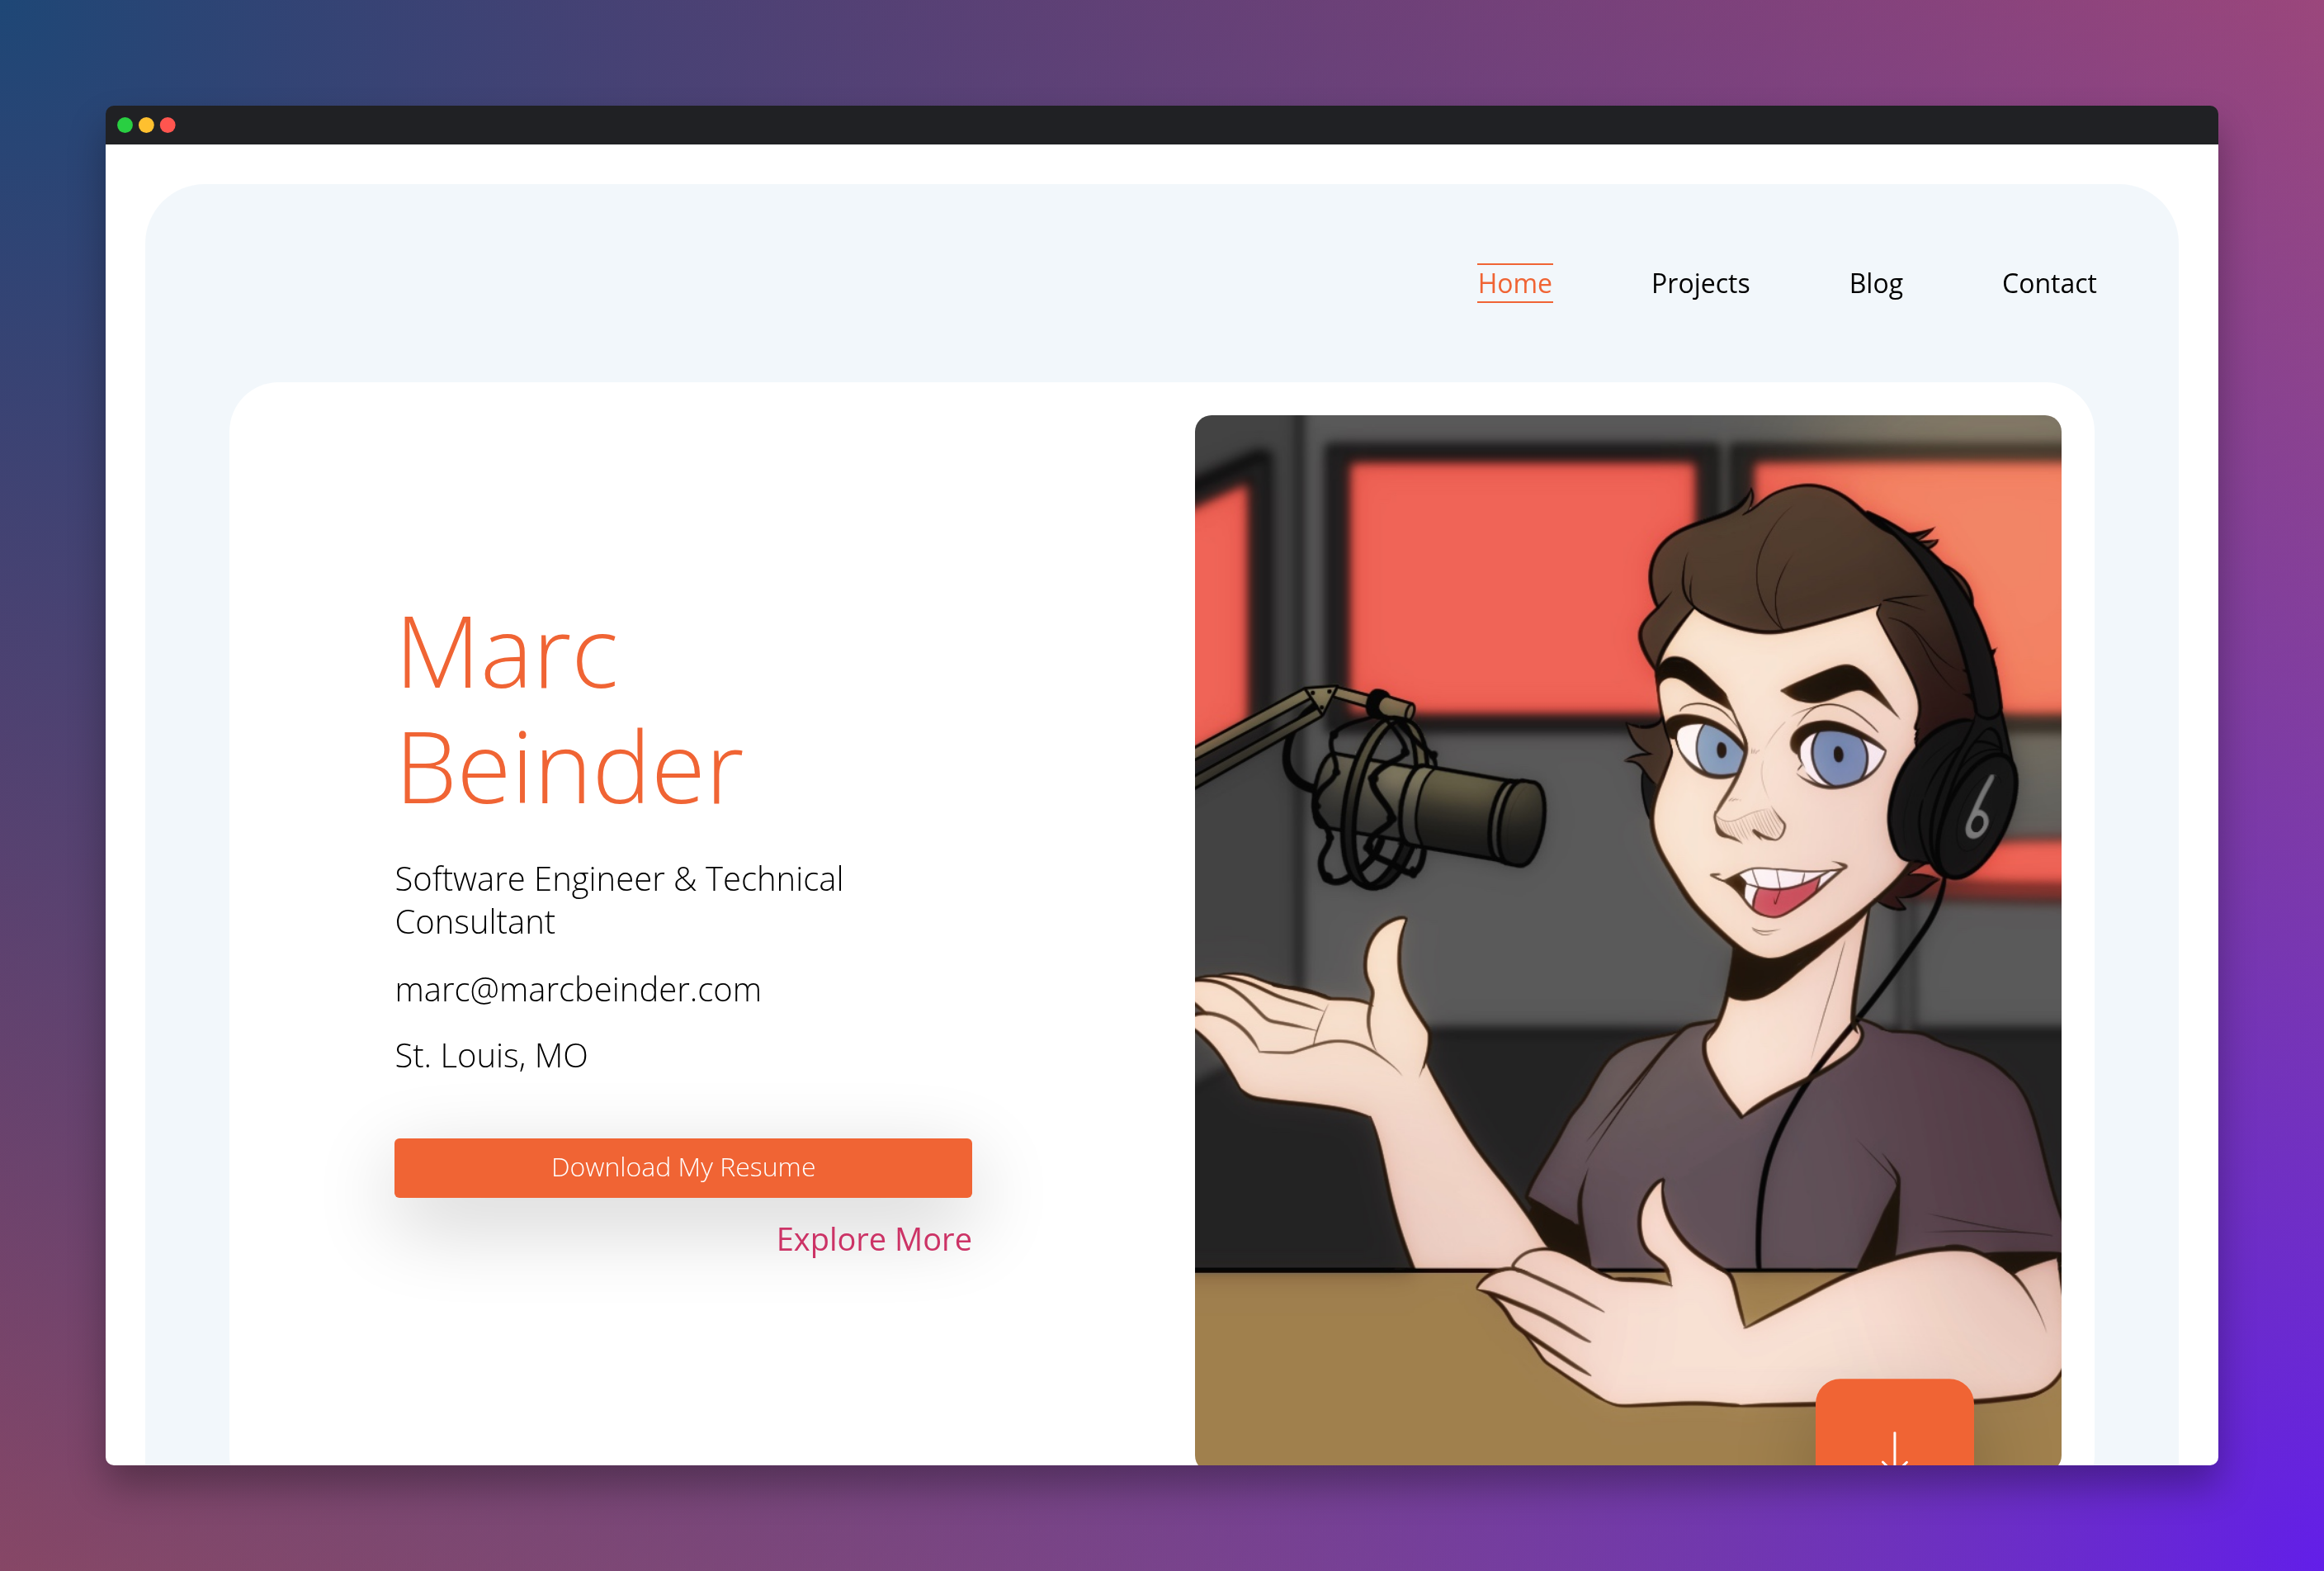 Home Projects Blog Contact
Marc
Beinder
Software Engineer & Technical
Consultant
marc@marcbeinder.com
St. Louis, MO
Download My Resume
Explore More